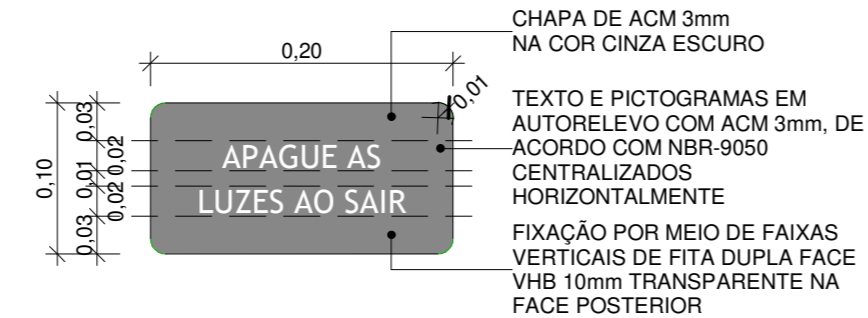 CHAPA DE ACM 3mm
NA COR CINZA ESCURO
0,20
0,01
TEXTO E PICTOGRAMAS EM
AUTORELEVO COM ACM 3mm, DE
ACORDO COM NBR-9050
CENTRALIZADOS
HORIZONTALMENTE
0,10
0,03
0,02
0,01
0,02
0,03
APAGUE AS
LUZES AO SAIR
FIXAÇÃO POR MEIO DE FAIXAS
VERTICAIS DE FITA DUPLA FACE
VHB 10mm TRANSPARENTE NA
FACE POSTERIOR